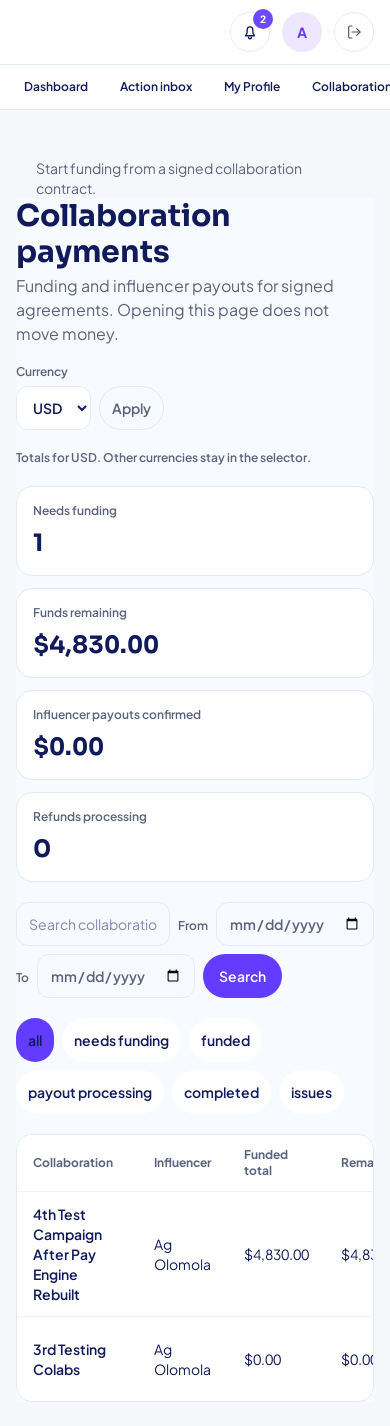 2
A
Dashboard Action inbox My Profile Collaboration
Start funding from a signed collaboration
contract.
Collaboration
payments
Funding and influencer payouts for signed
agreements. Opening this page does not
move money.
Currency
USD Apply
Totals for USD. Other currencies stay in the selector.
Needs funding
1
Funds remaining
$4,830.00
Influencer payouts confirmed
$0.00
Refunds processing
0
Search collaboratio From mm/dd/yyyy
To mm/dd/yyyy Search
all needs funding funded
payout processing completed issues
Collaboration Influencer Funded total Rema
4th Test
Campaign
After Pay
Engine
Rebuilt
Ag
Olomola
$4,830.00 $4,83
3rd Testing
Colabs
Ag
Olomola
$0.00 $0.00